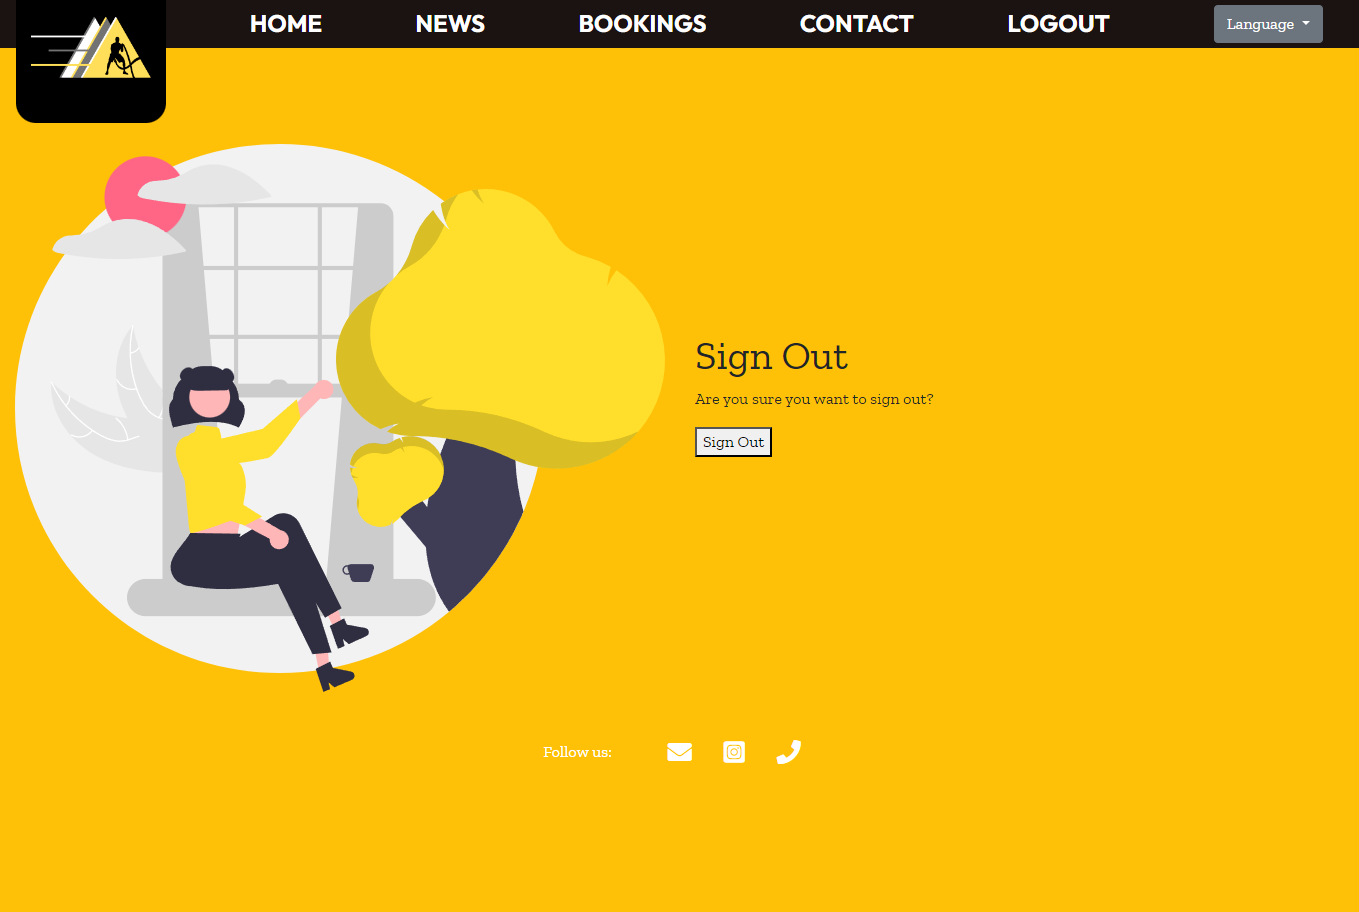 HOME NEWS BOOKINGS CONTACT LOGOUT Language
Sign Out
Are you sure you want to sign out?
Sign Out
Follow us: